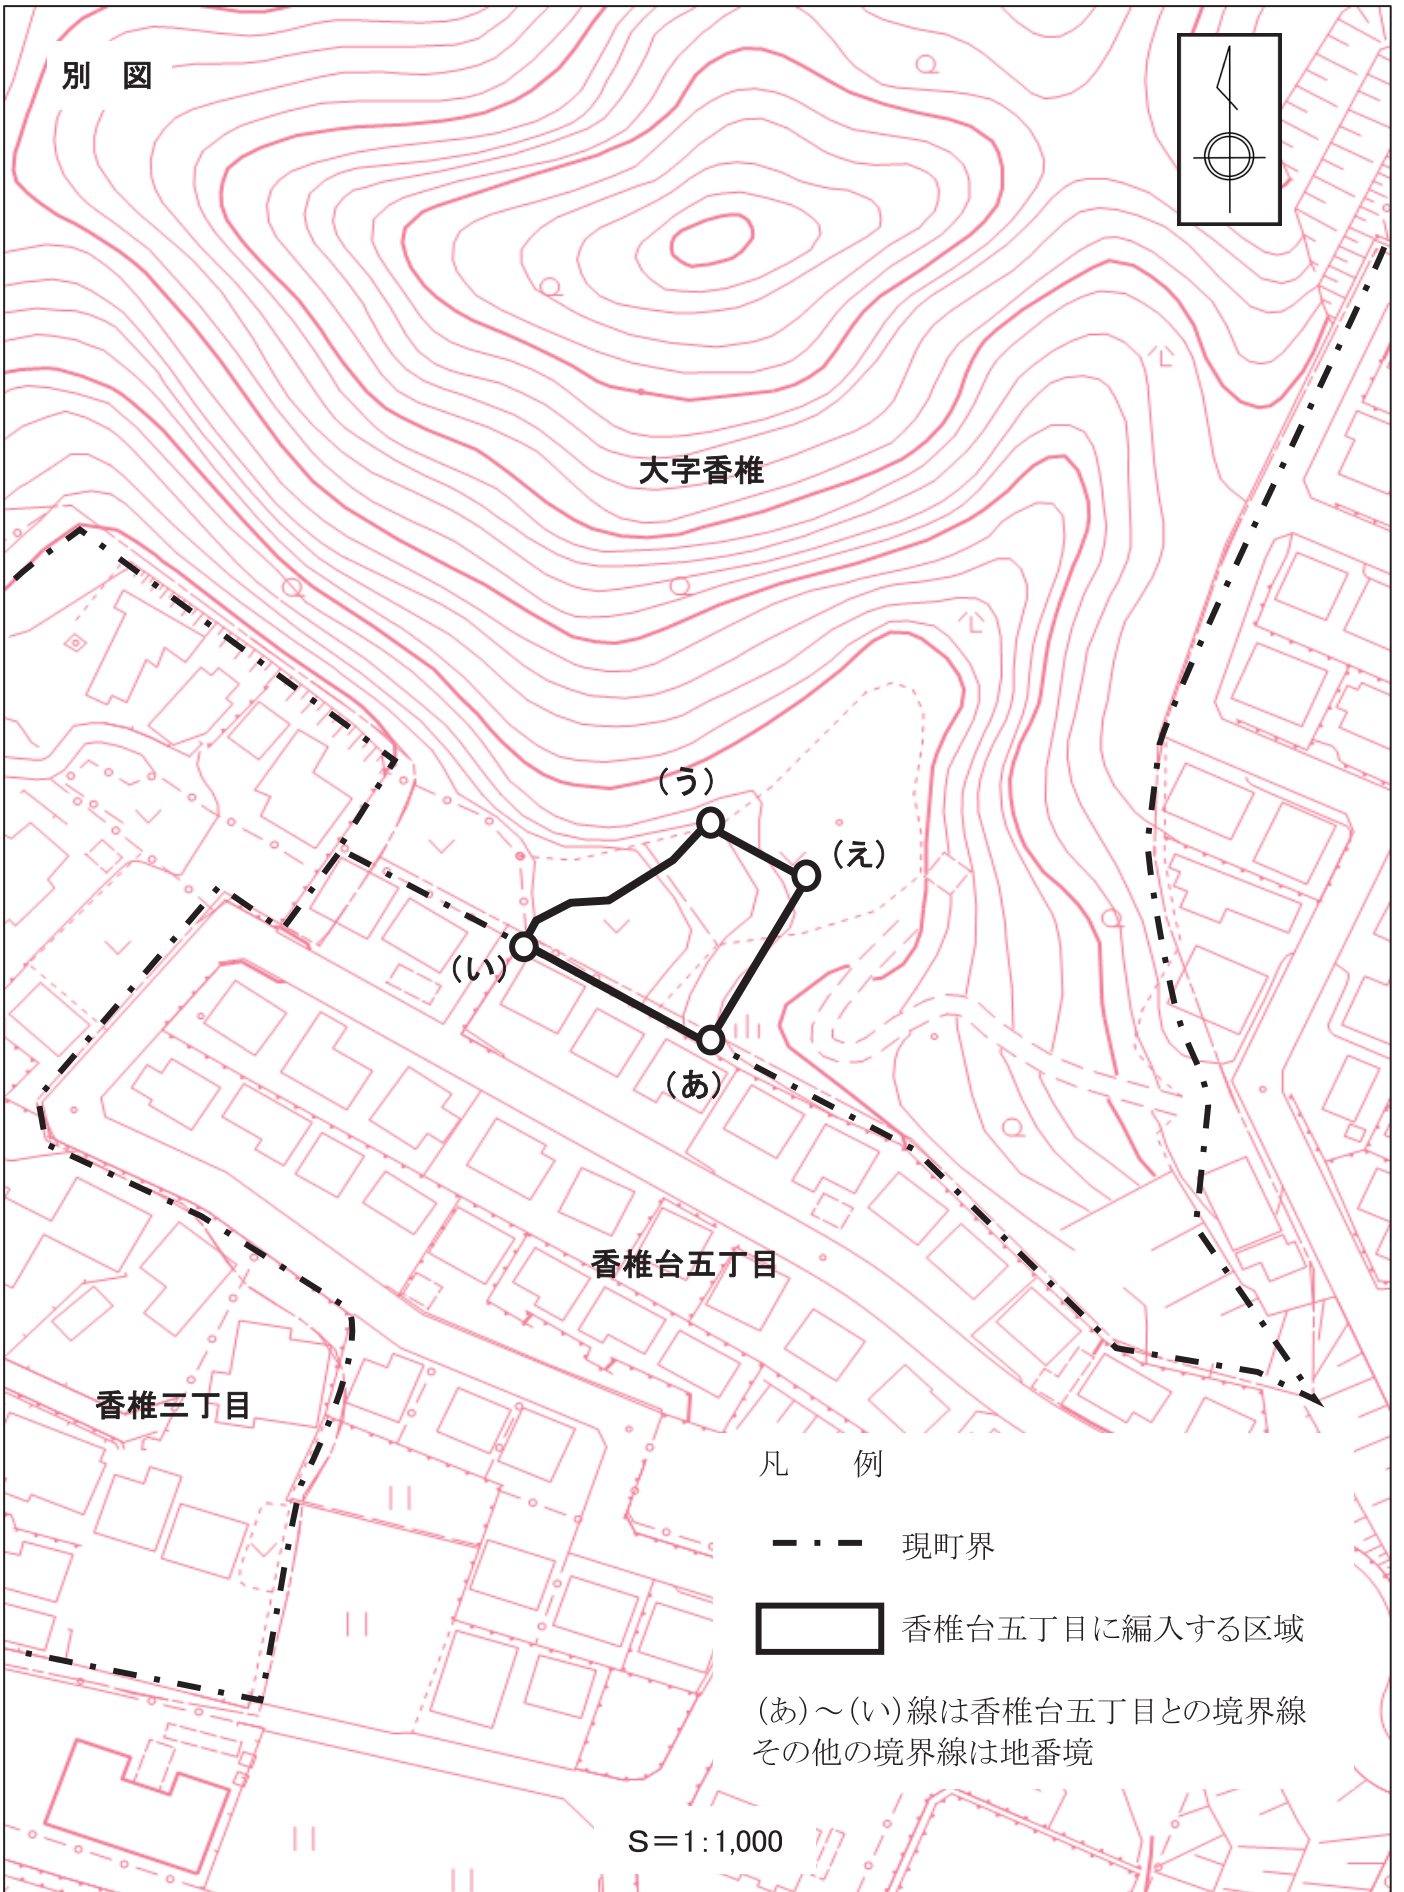 別　図
大字香椎
（う）
（え）
（い）
（あ）
香椎台五丁目
香椎三丁目
凡　例
現町界
香椎台五丁目に編入する区域
（あ）～（い）線は香椎台五丁目との境界線
その他の境界線は地番境
S＝1：1,000